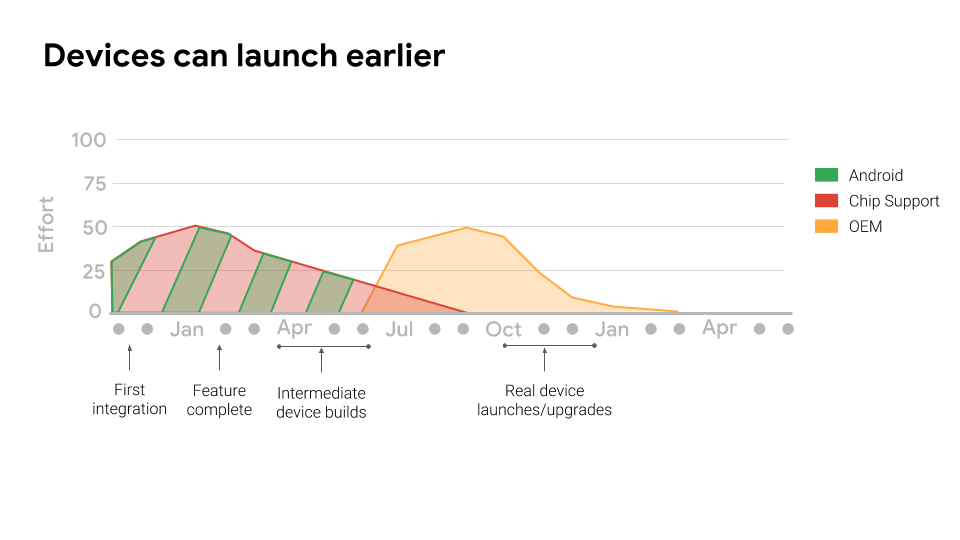 Devices can launch earlier
100
75
50
25
0
Effort
Jan
Apr
Jul
Oct
Jan
Apr
Android
Chip Support
OEM
First
integration
Feature
complete
Intermediate
device builds
Real device
launches/upgrades